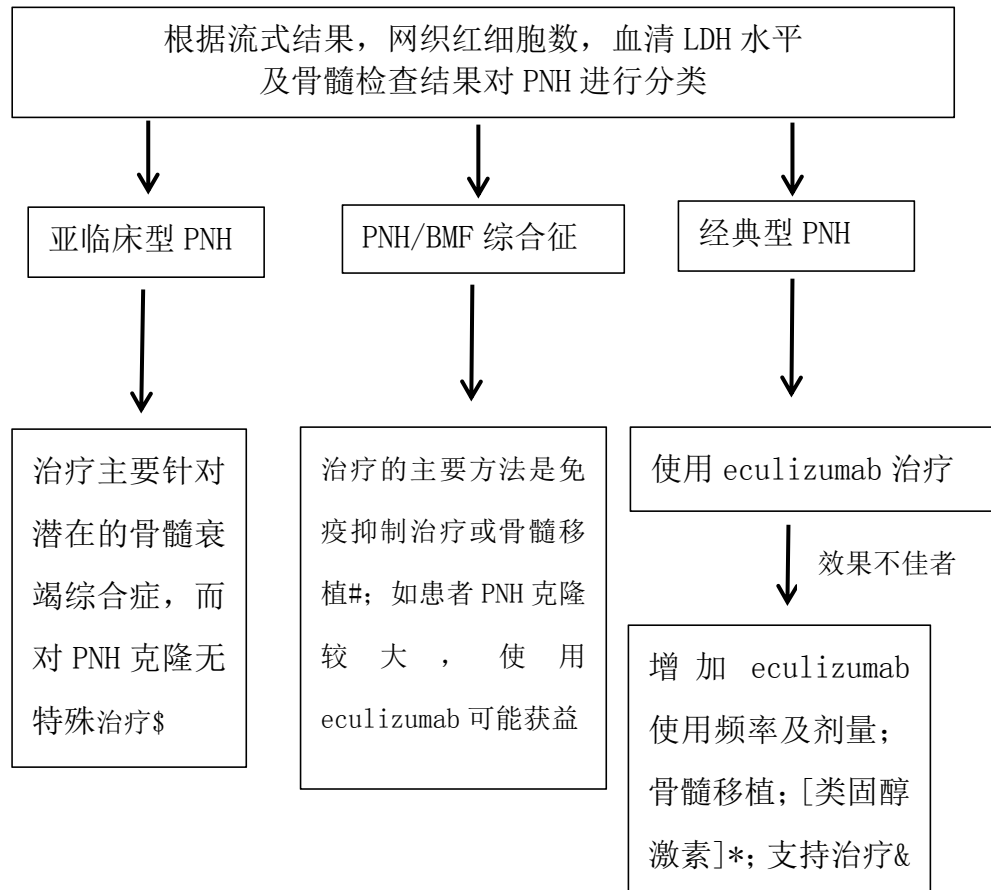 根据流式结果，网织红细胞数，血清 LDH 水平
及骨髓检查结果对 PNH 进行分类
亚临床型 PNH
PNH/BMF 综合征
经典型 PNH
治疗主要针对
潜在的骨髓衰
竭综合症，而
对 PNH 克隆无
特殊治疗$
治疗的主要方法是免
疫抑制治疗或骨髓移
植#；如患者 PNH 克隆
较大，使用
eculizumab 可能获益
使用 eculizumab 治疗
效果不佳者
增加 eculizumab
使用频率及剂量；
骨髓移植；[类固醇
激素]*；支持治疗&